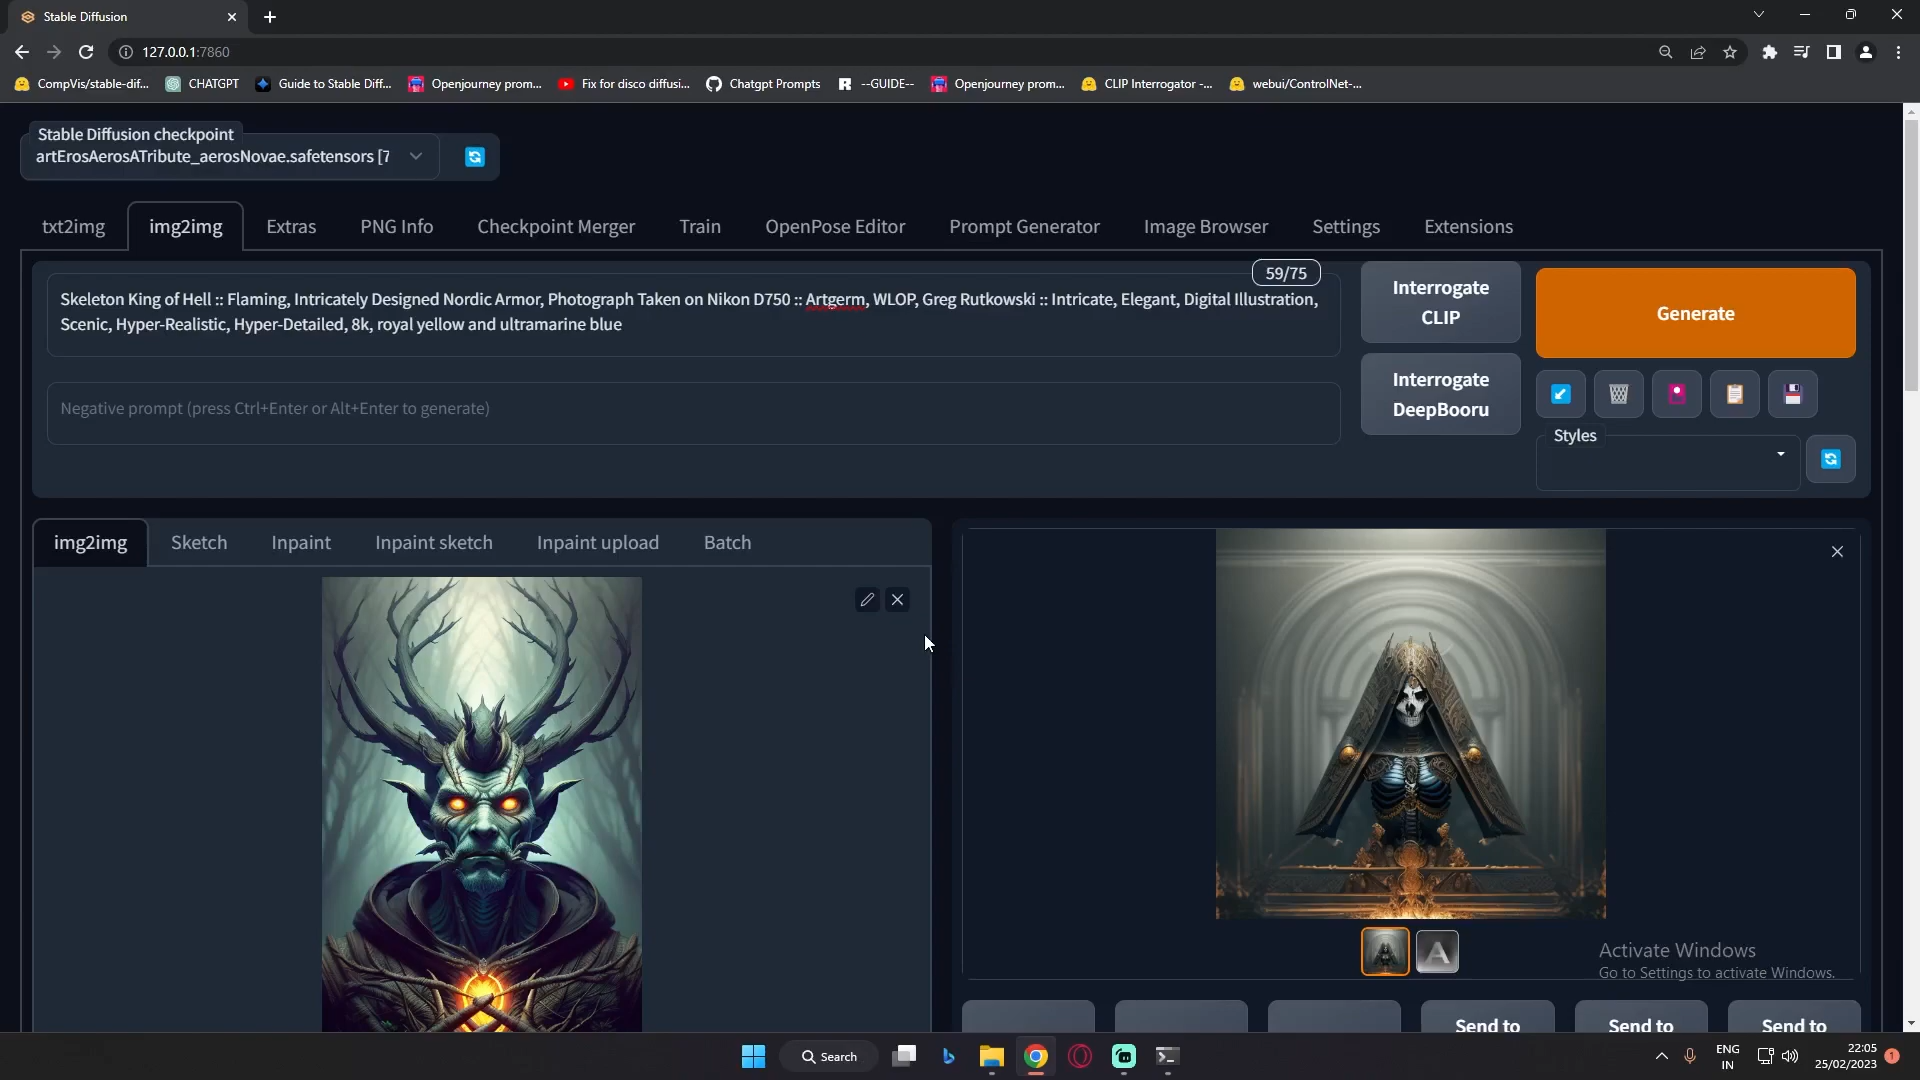 Stable Diffusion
127.0.0.1:7860
CompVis/stable-dif...
CHATGPT
Guide to Stable Diff...
Openjourney prom...
Fix for disco diffusi...
Chatgpt Prompts
--GUIDE--
Openjourney prom...
CLIP Interrogator -...
webui/ControlNet-...
Stable Diffusion checkpoint
artErosAerosATribute_aerosNovae.safetensors [7
txt2img
img2img
Extras
PNG Info
Checkpoint Merger
Train
OpenPose Editor
Prompt Generator
Image Browser
Settings
Extensions
59/75
Skeleton King of Hell :: Flaming, Intricately Designed Nordic Armor, Photograph Taken on Nikon D750 :: Artgerm, WLOP, Greg Rutkowski :: Intricate, Elegant, Digital Illustration,
Scenic, Hyper-Realistic, Hyper-Detailed, 8k, royal yellow and ultramarine blue
Negative prompt (press Ctrl+Enter or Alt+Enter to generate)
Interrogate
CLIP
Interrogate
DeepBooru
Generate
Styles
img2img
Sketch
Inpaint
Inpaint sketch
Inpaint upload
Batch
A
Activate Windows
Go to Settings to activate Windows.
Send to
Send to
Send to
Search
ENG
IN
22:05
25/02/2023
1